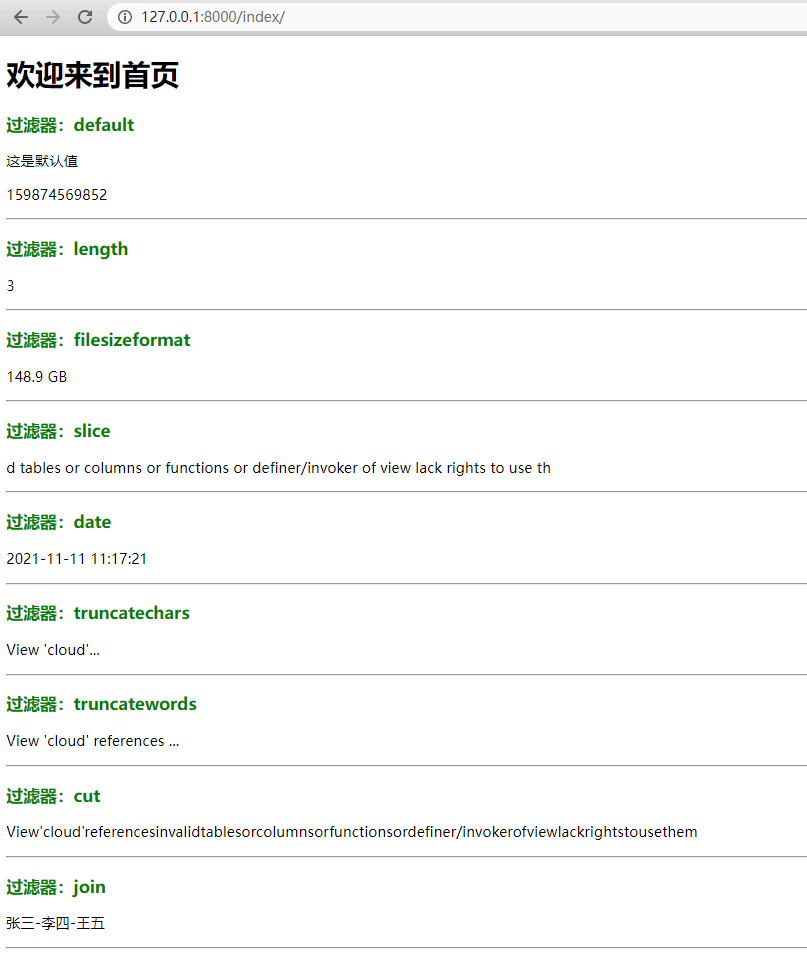 127.0.0.1:8000/index/
欢迎来到首页
过滤器：default
这是默认值
159874569852
过滤器：length
3
过滤器：filesizeformat
148.9 GB
过滤器：slice
d tables or columns or functions or definer/invoker of view lack rights to use th
过滤器：date
2021-11-11 11:17:21
过滤器：truncatechars
View 'cloud'…
过滤器：truncatewords
View 'cloud' references …
过滤器：cut
View'cloud'referencesinvalidtablesorcolumnsorfunctionsordefiner/invokerofviewlackrightstousethem
过滤器：join
张三-李四-王五